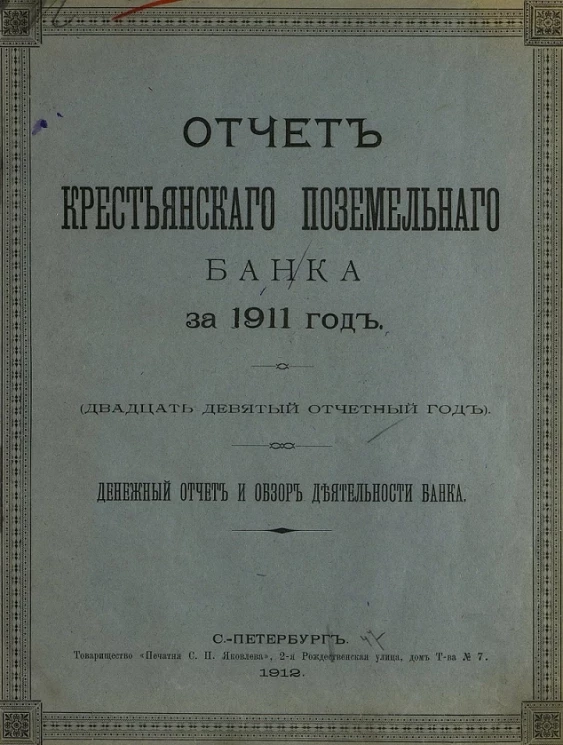 ОТЧЕТЪ
КРЕСТЬЯНСКАГО ПОЗЕМЕЛЬНАГО
БАНКА
за 1911 годъ.
(ДВАДЦАТЬ ДЕВЯТЫЙ ОТЧЕТНЫЙ ГОДЪ).
ДЕНЕЖНЫЙ ОТЧЕТЪ И ОБЗОРЪ ДѢЯТЕЛЬНОСТИ БАНКА.
С.-ПЕТЕРБУРГЪ.
Товарищество «Печатня С. П. Яковлева», 2-я Рождественская улица, домъ Т-ва № 7.
1912.